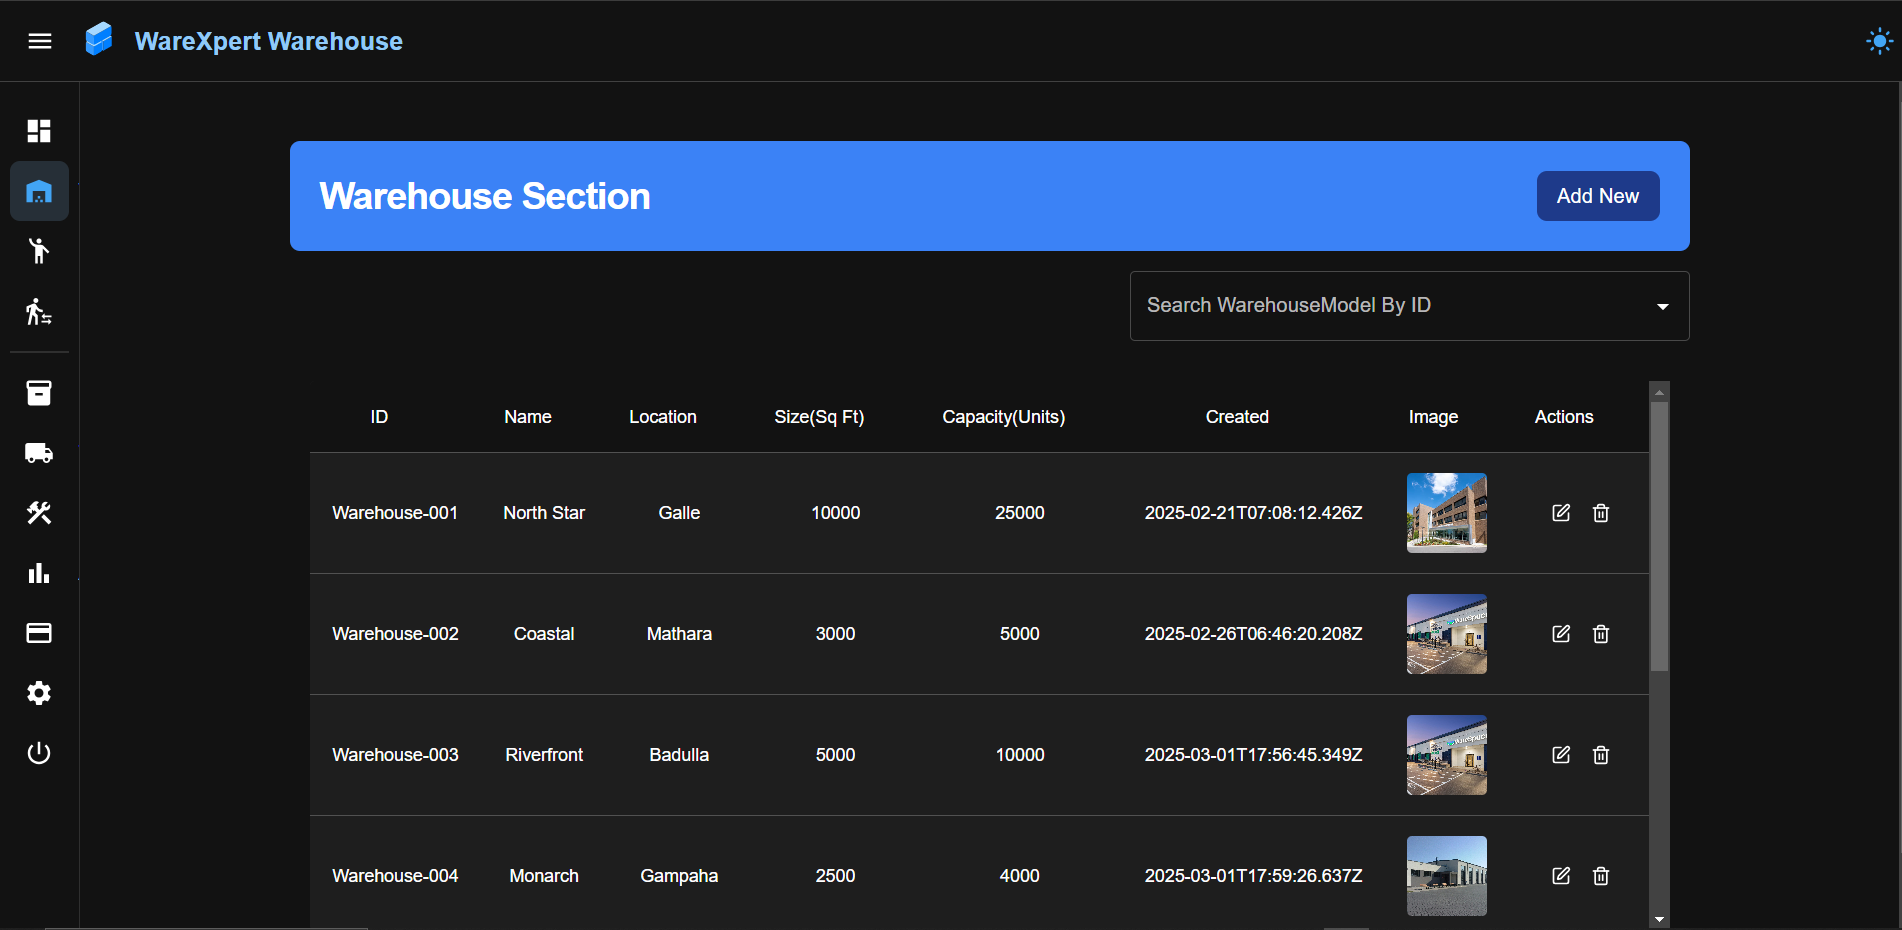 WareXpert Warehouse
Warehouse Section
Add New
Search WarehouseModel By ID
ID Name Location Size(Sq Ft) Capacity(Units) Created Image Actions
Warehouse-001 North Star Galle 10000 25000 2025-02-21T07:08:12.426Z
Warehouse-002 Coastal Mathara 3000 5000 2025-02-26T06:46:20.208Z
Warehouse-003 Riverfront Badulla 5000 10000 2025-03-01T17:56:45.349Z
Warehouse-004 Monarch Gampaha 2500 4000 2025-03-01T17:59:26.637Z